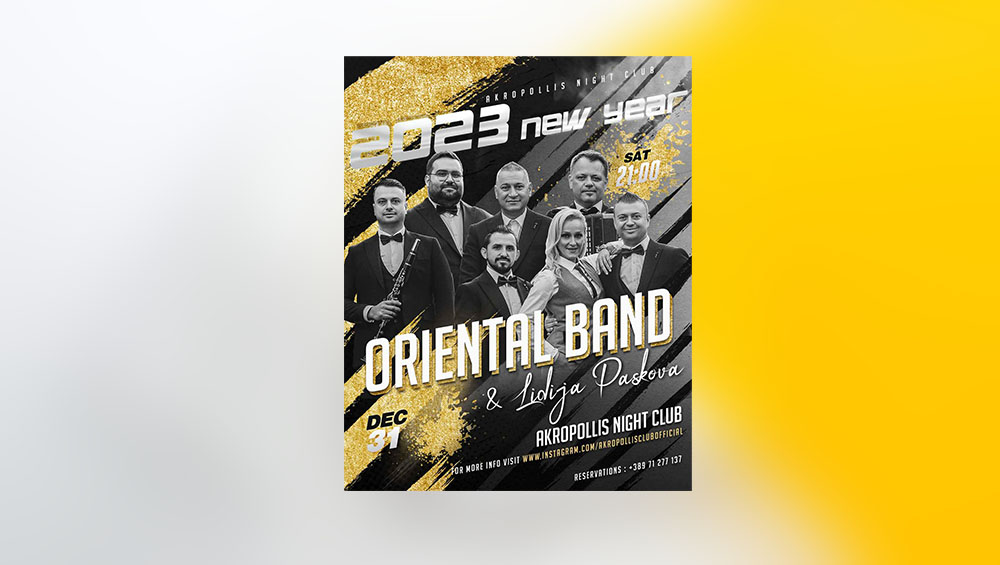 AKROPOLLIS NIGHT CLUB
2023 new year
SAT
21:00
ORIENTAL BAND
& Lidija Paskova
DEC
31
AKROPOLLIS NIGHT CLUB
FOR MORE INFO VISIT WWW.INSTAGRAM.COM/AKROPOLLISCLUBOFFICIAL
RESERVATIONS : +389 71 277 137